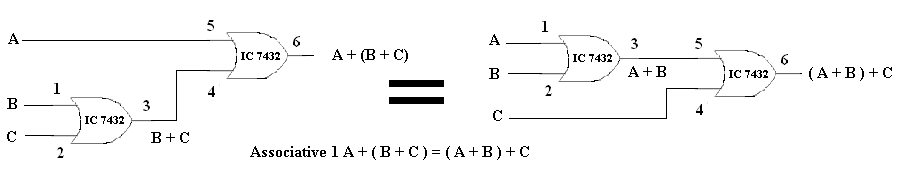 A
5
IC 7432
6
A + (B + C)
4
B
1
IC 7432
3
C
2
B + C
A
1
IC 7432
3
A + B
B
2
5
IC 7432
6
( A + B ) + C
4
C
Associative 1 A + ( B + C ) = ( A + B ) + C